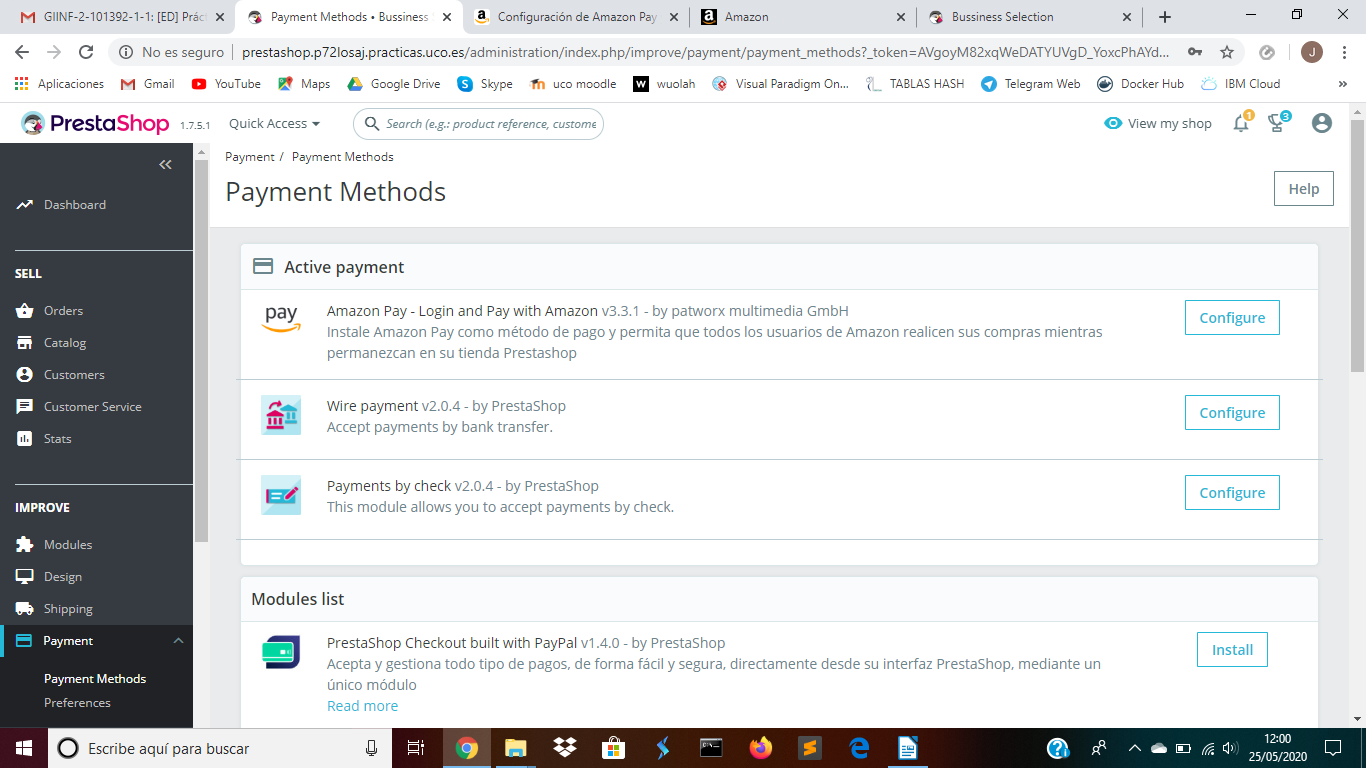 GIINF-2-101392-1-1: [ED] Práct
Payment Methods • Bussiness
Configuración de Amazon Pay
Amazon
Bussiness Selection
No es seguro
prestashop.p72losaj.practicas.uco.es/administration/index.php/improve/payment/payment_methods?_token=AVgoyM82xqWeDATYUVgD_YoxcPhAYd...
J
Aplicaciones
Gmail
YouTube
Maps
Google Drive
Skype
uco moodle
wuolah
Visual Paradigm On...
TABLAS HASH
Telegram Web
Docker Hub
IBM Cloud
»
PrestaShop 1.7.5.1
Quick Access
Search (e.g.: product reference, custome
View my shop
1
3
Payment / Payment Methods
Payment Methods
Help
Dashboard
SELL
Orders
Catalog
Customers
Customer Service
Stats
IMPROVE
Modules
Design
Shipping
Payment
Payment Methods
Preferences
Active payment
pay
Amazon Pay - Login and Pay with Amazon v3.3.1 - by patworx multimedia GmbH
Instale Amazon Pay como método de pago y permita que todos los usuarios de Amazon realicen sus compras mientras
permanezcan en su tienda Prestashop
Configure
Wire payment v2.0.4 - by PrestaShop
Accept payments by bank transfer.
Configure
Payments by check v2.0.4 - by PrestaShop
This module allows you to accept payments by check.
Configure
Modules list
PrestaShop Checkout built with PayPal v1.4.0 - by PrestaShop
Acepta y gestiona todo tipo de pagos, de forma fácil y segura, directamente desde su interfaz PrestaShop, mediante un
único módulo
Read more
Install
Escribe aquí para buscar
12:00
25/05/2020